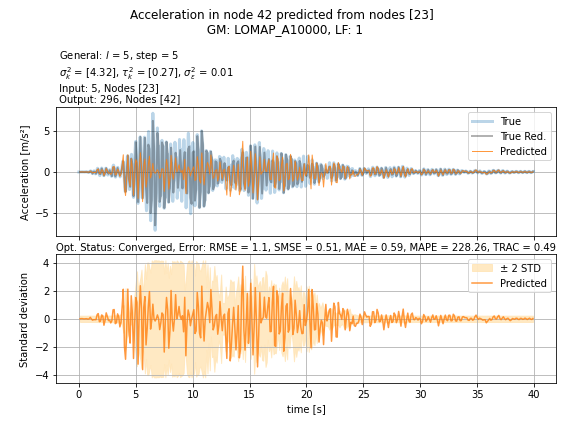 Acceleration in node 42 predicted from nodes [23]
GM: LOMAP_A10000, LF: 1
General: l = 5, step = 5
σ²ₖ = [4.32], τ²ₖ = [0.27], σ²ε = 0.01
Input: 5, Nodes [23]
Output: 296, Nodes [42]
Acceleration [m/s²]
5
0
−5
True
True Red.
Predicted
Opt. Status: Converged, Error: RMSE = 1.1, SMSE = 0.51, MAE = 0.59, MAPE = 228.26, TRAC = 0.49
Standard deviation
4
2
0
−2
−4
± 2 STD
Predicted
0 5 10 15 20 25 30 35 40
time [s]